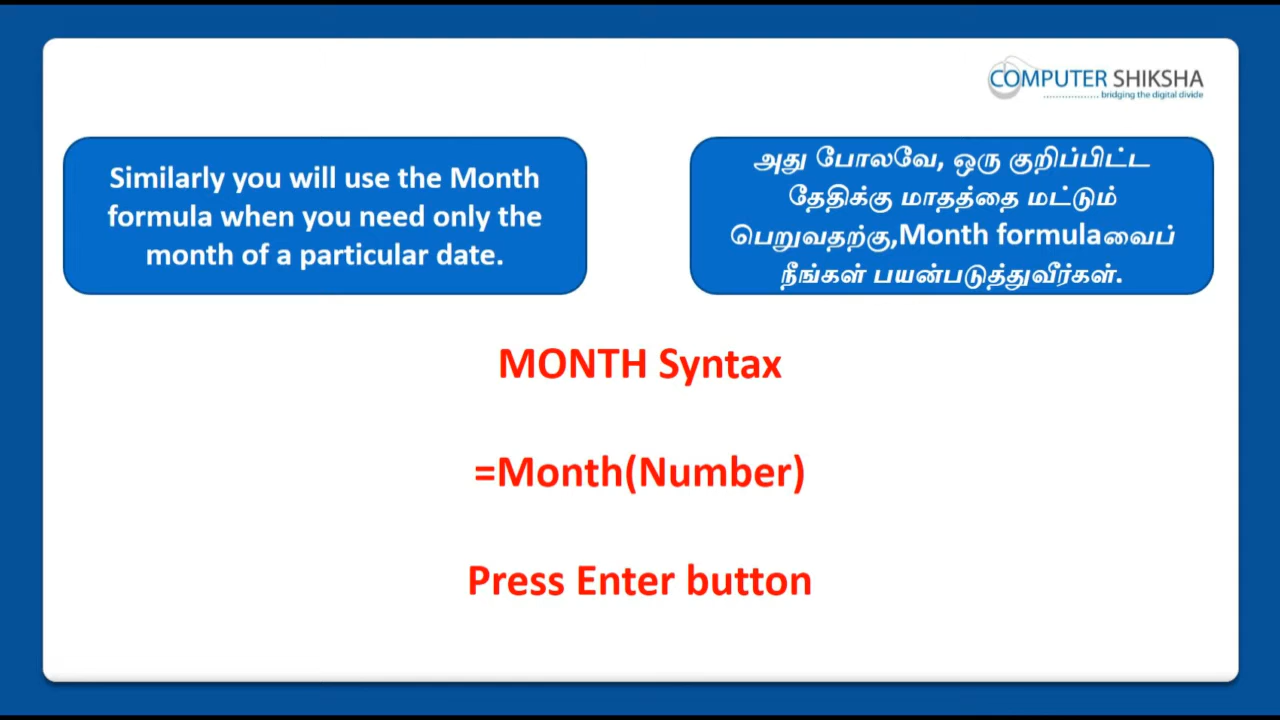 COMPUTER SHIKSHA
bridging the digital divide
Similarly you will use the Month
formula when you need only the
month of a particular date.
அது போலவே, ஒரு குறிப்பிட்ட
தேதிக்கு மாதத்தை மட்டும்
பெறுவதற்கு,Month formulaவைப்
நீங்கள் பயன்படுத்துவீர்கள்.
MONTH Syntax
=Month(Number)
Press Enter button